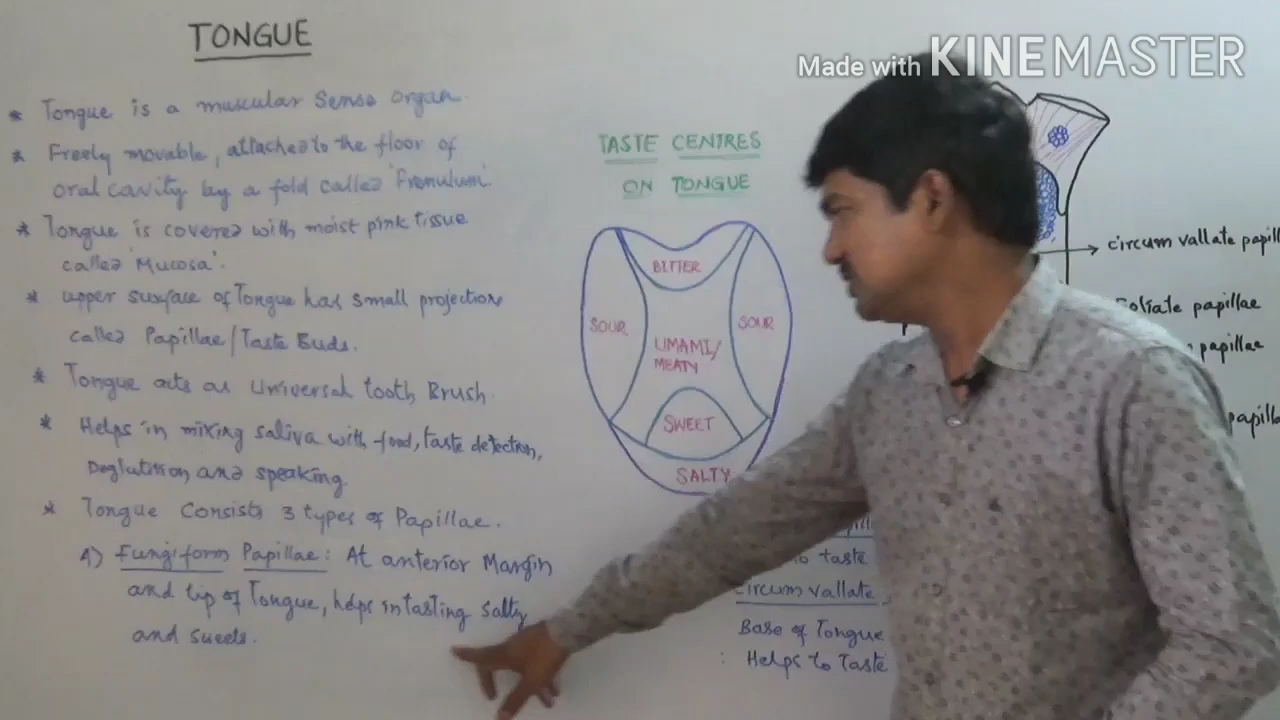 TONGUE
Made with KINEMASTER
* Tongue is a muscular Sense Organ.
* Freely movable, attached to the floor of
oral cavity by a fold called 'Frenulum'.
* Tongue is covered with moist pink tissue
called 'Mucosa'.
* upper surface of Tongue has small projections
called Papillae/Taste Buds.
* Tongue acts as Universal tooth Brush.
* Helps in mixing saliva with food, taste detection,
Deglutition and speaking.
* Tongue Consists 3 types of Papillae.
A) Fungiform Papillae: At anterior Margin
and tip of Tongue, helps in tasting Salty
and sweets.
TASTE CENTRES
ON TONGUE
BITTER
SOUR
SOUR
UMAMI/
MEATY
SWEET
SALTY
circum vallate
Foliate papillae
papillae
to taste
Circum vallate
Base of Tongue
: Helps to Taste